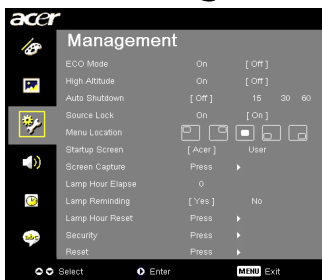 acer
Management
ECO Mode On [ Off ]
High Altitude On [ Off ]
Auto Shutdown [ Off ] 15 30 60
Source Lock On [ On ]
Menu Location
Startup Screen [ Acer ] User
Screen Capture Press
Lamp Hour Elapse 0
Lamp Reminding [ Yes ] No
Lamp Hour Reset Press
Security Press
Reset Press
abc
Select Enter MENU Exit